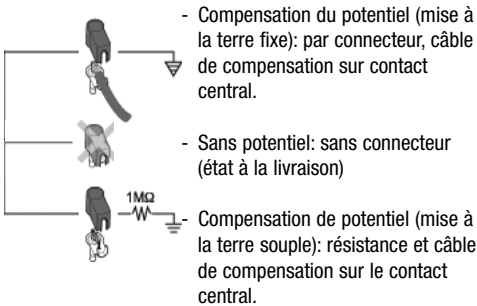 - Compensation du potentiel (mise à
la terre fixe): par connecteur, câble
de compensation sur contact
central.
- Sans potentiel: sans connecteur
(état à la livraison)
1MΩ
- Compensation de potentiel (mise à
la terre souple): résistance et câble
de compensation sur le contact
central.